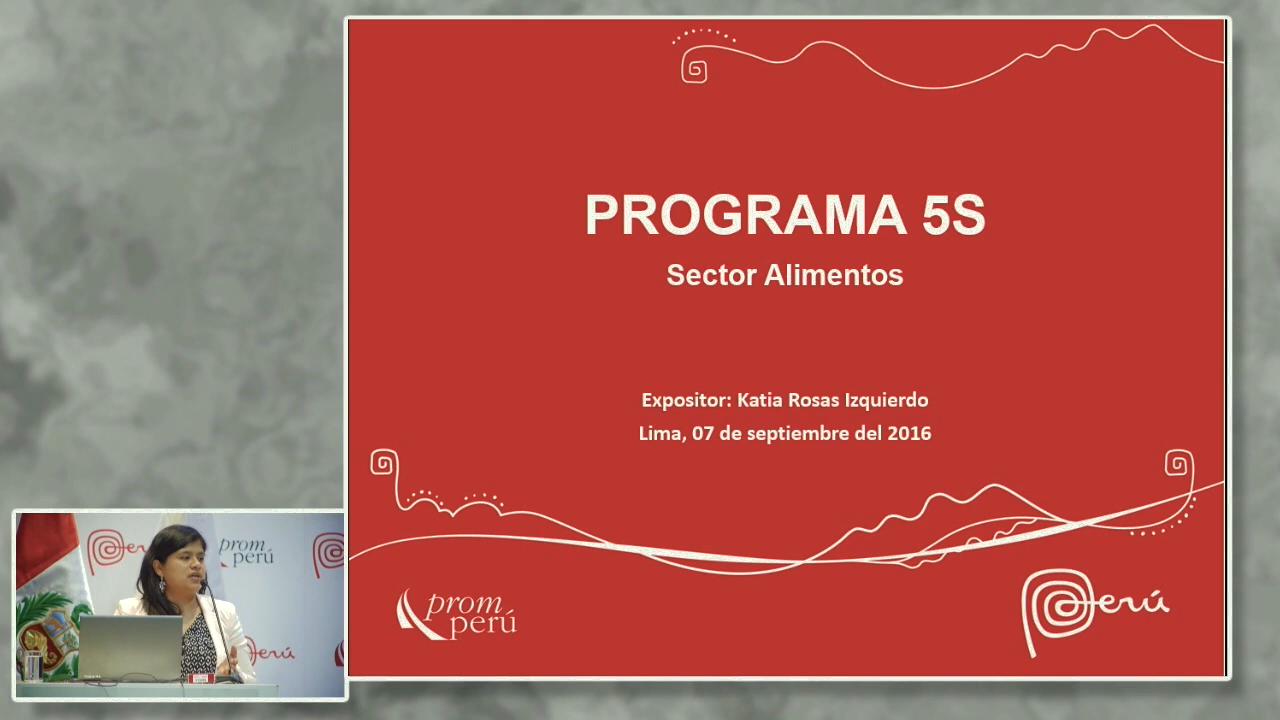 PROGRAMA 5S
Sector Alimentos
Expositor: Katia Rosas Izquierdo
Lima, 07 de septiembre del 2016
prom
perú
Perú
prom
perú
erú